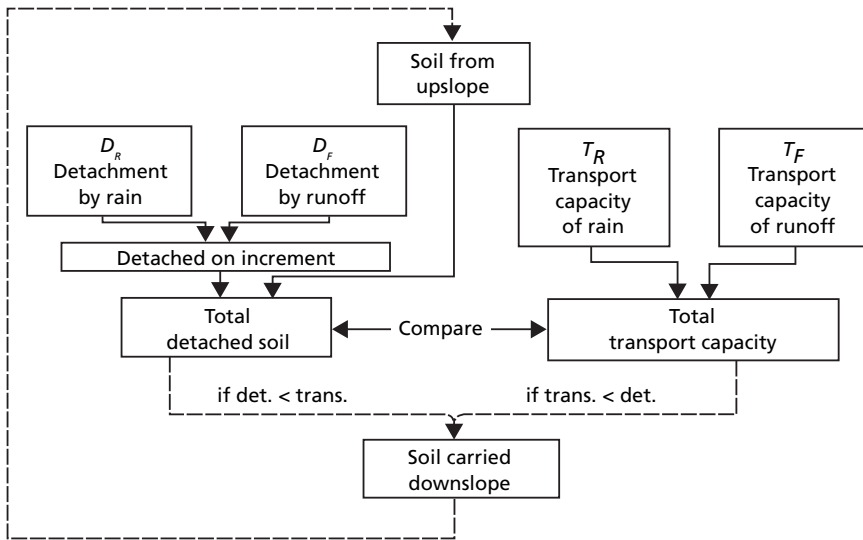 Soil from
upslope
D_R
Detachment
by rain
D_F
Detachment
by runoff
T_R
Transport
capacity
of rain
T_F
Transport
capacity
of runoff
Detached on increment
Total
detached soil
Compare
Total
transport capacity
if det. < trans.
if trans. < det.
Soil carried
downslope